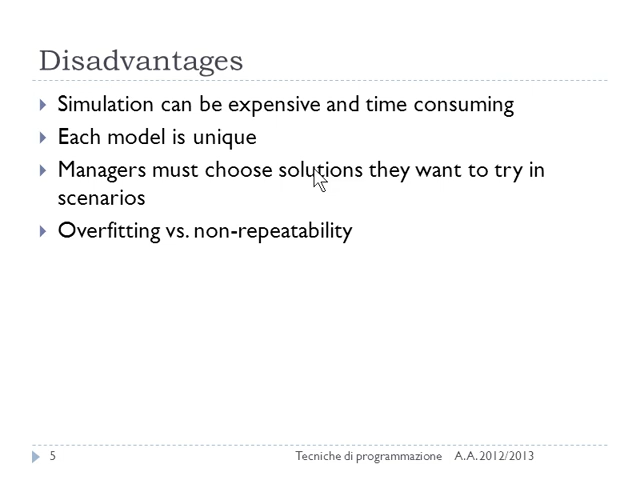 Disadvantages
Simulation can be expensive and time consuming
Each model is unique
Managers must choose solutions they want to try in
scenarios
Overfitting vs. non-repeatability
5 Tecniche di programmazione A.A. 2012/2013